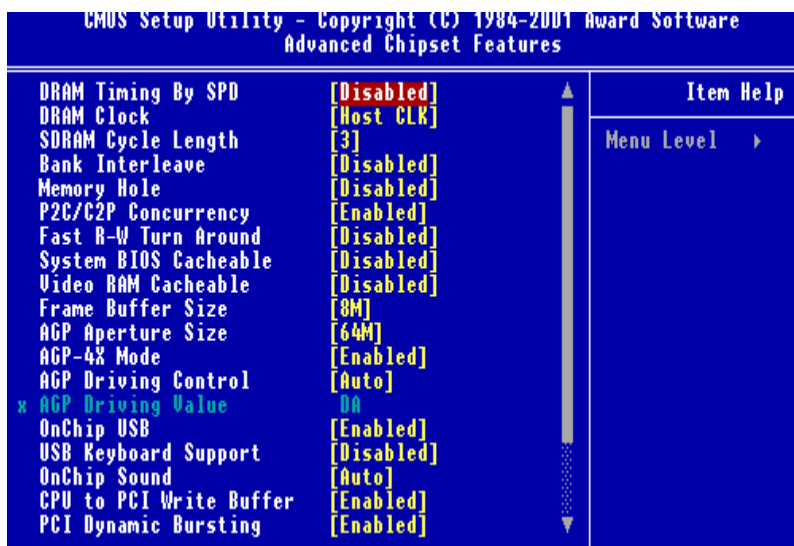 CMOS Setup Utility - Copyright (C) 1984-2001 Award Software
Advanced Chipset Features
DRAM Timing By SPD [Disabled]
DRAM Clock [Host CLK]
SDRAM Cycle Length [3]
Bank Interleave [Disabled]
Memory Hole [Disabled]
P2C/C2P Concurrency [Enabled]
Fast R-W Turn Around [Disabled]
System BIOS Cacheable [Disabled]
Video RAM Cacheable [Disabled]
Frame Buffer Size [8M]
AGP Aperture Size [64M]
AGP-4X Mode [Enabled]
AGP Driving Control [Auto]
x AGP Driving Value DA
OnChip USB [Enabled]
USB Keyboard Support [Disabled]
OnChip Sound [Auto]
CPU to PCI Write Buffer [Enabled]
PCI Dynamic Bursting [Enabled]
Item Help
Menu Level